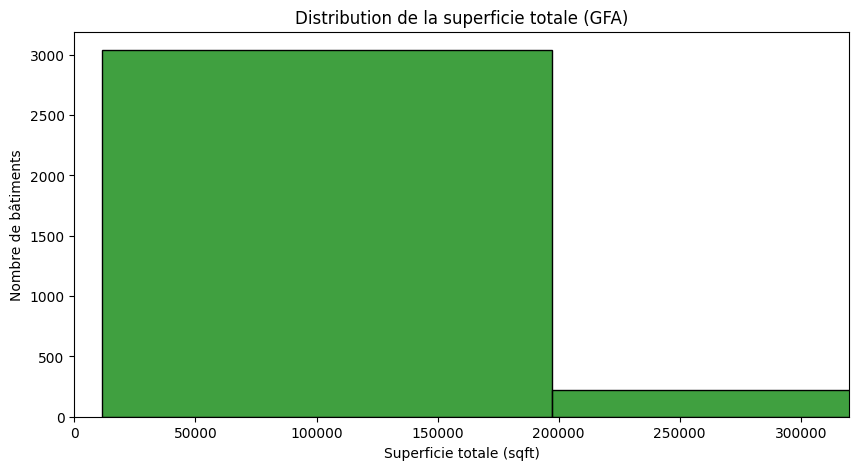 Distribution de la superficie totale (GFA)
3000
2500
2000
1500
1000
500
0
Nombre de bâtiments
0 50000 100000 150000 200000 250000 300000
Superficie totale (sqft)